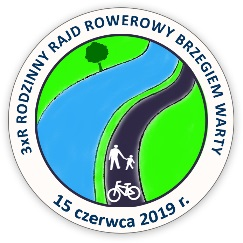 3xR RODZINNY RAJD ROWEROWY BRZEGIEM WARTY
15 czerwca 2019 r.